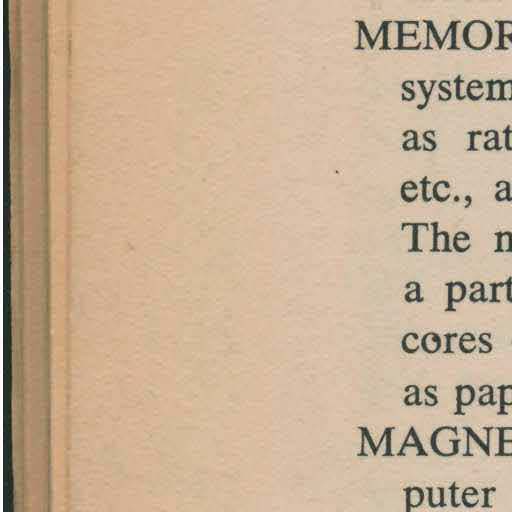 MEMOR
system
as rat
etc., a
The
a part
cores
as pap
MAGNE
puter